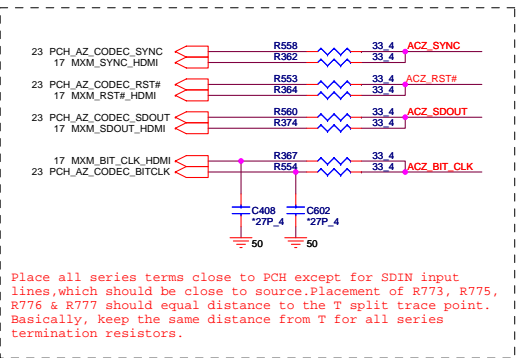 23 PCH_AZ_CODEC_SYNC R558 33_4 ACZ_SYNC
17 MXM_SYNC_HDMI R362 33_4
23 PCH_AZ_CODEC_RST# R553 33_4 ACZ_RST#
17 MXM_RST#_HDMI R364 33_4
23 PCH_AZ_CODEC_SDOUT R560 33_4 ACZ_SDOUT
17 MXM_SDOUT_HDMI R374 33_4
17 MXM_BIT_CLK_HDMI R367 33_4
23 PCH_AZ_CODEC_BITCLK R554 33_4 ACZ_BIT_CLK
C408 C602
*27P_4 *27P_4
50 50
Place all series terms close to PCH except for SDIN input
lines,which should be close to source.Placement of R773, R775,
R776 & R777 should equal distance to the T split trace point.
Basically, keep the same distance from T for all series
termination resistors.